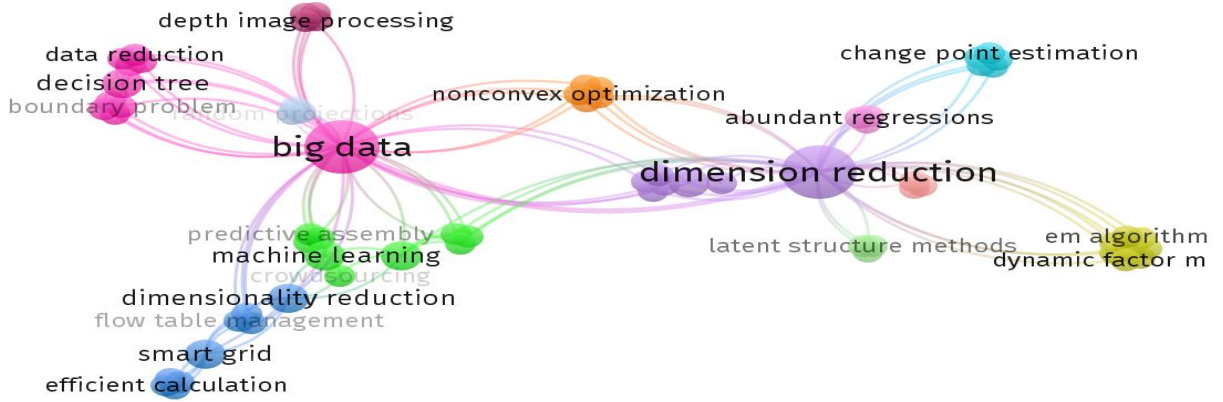 depth image processing
data reduction
change point estimation
decision tree
nonconvex optimization
boundary problem
random projections
abundant regressions
big data
dimension reduction
predictive assembly
em algorithm
latent structure methods
machine learning
dynamic factor m
crowdsourcing
dimensionality reduction
flow table management
smart grid
efficient calculation